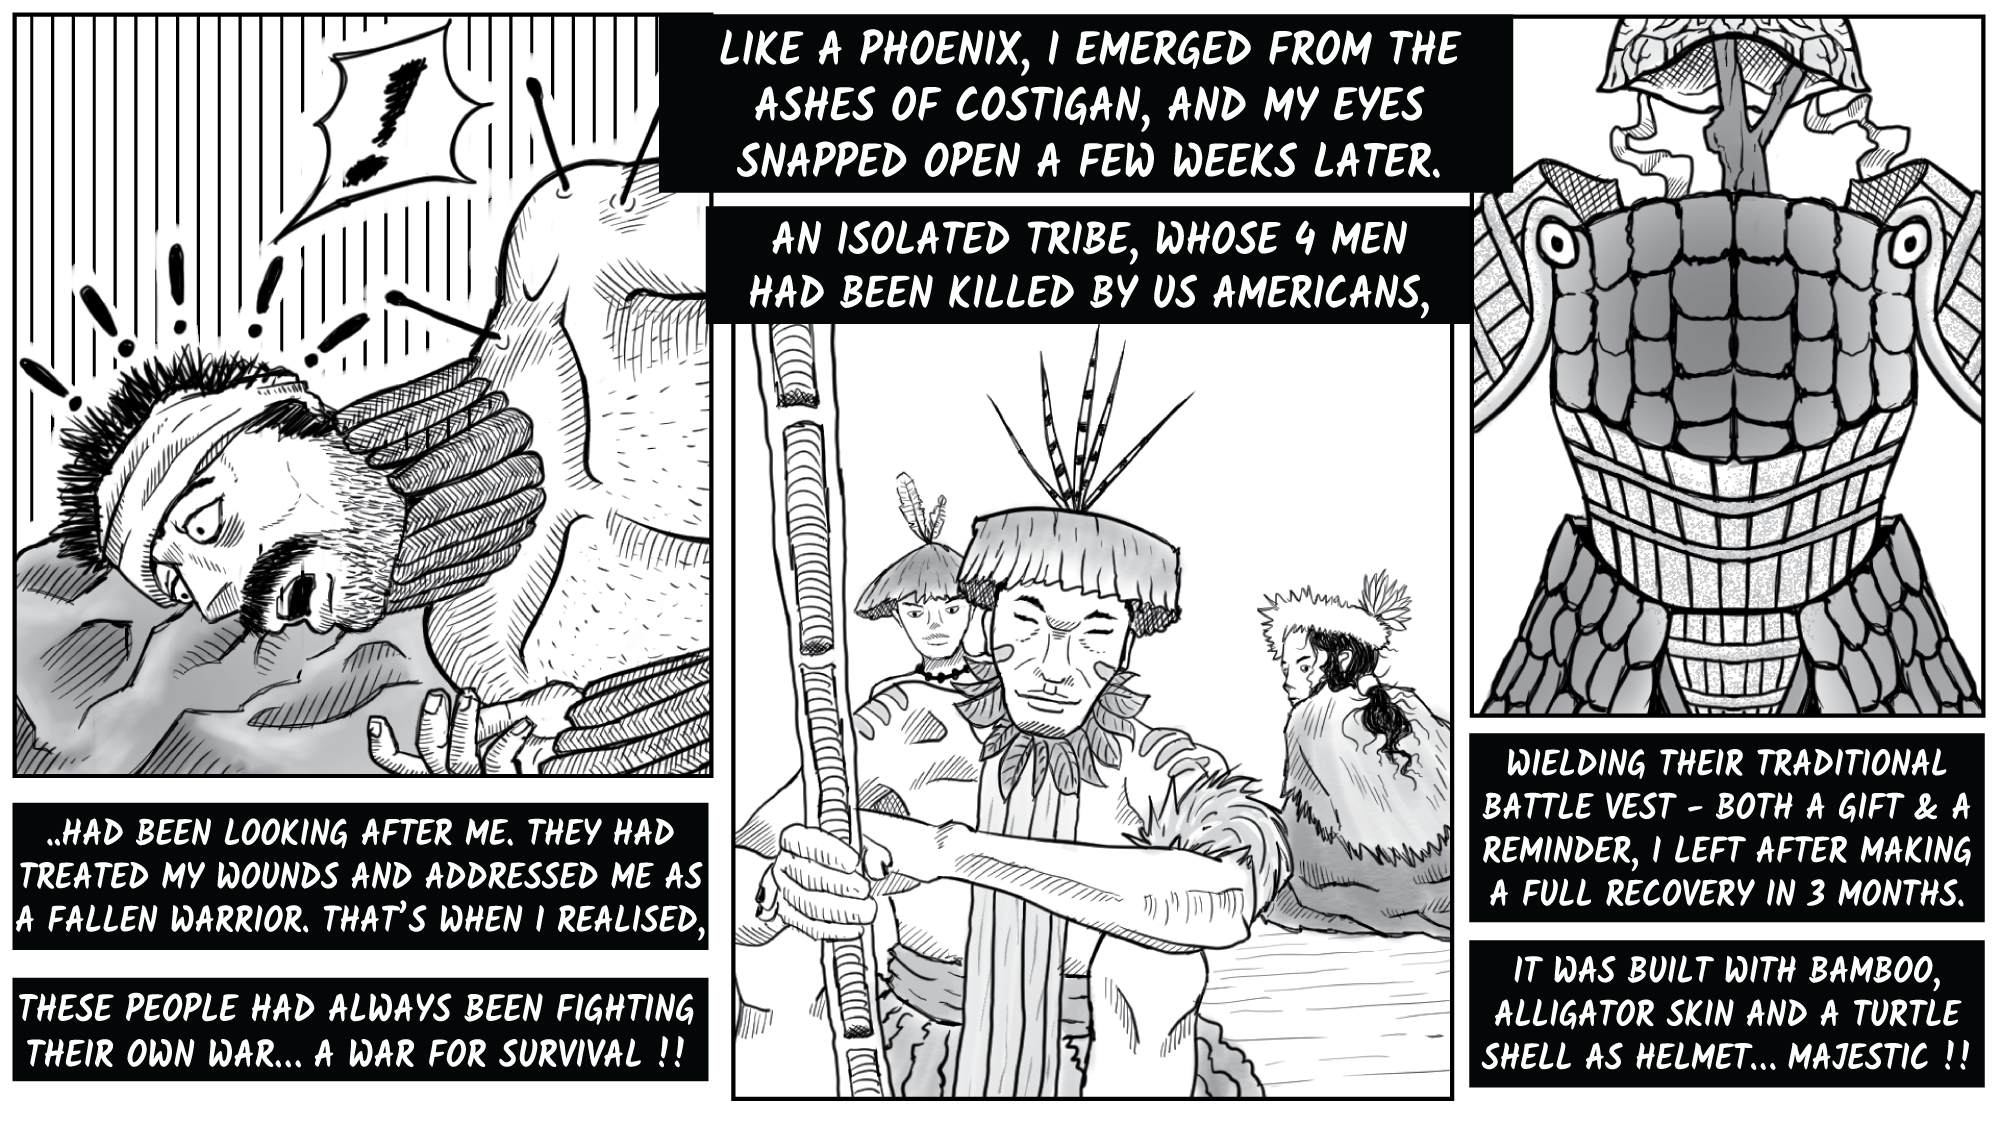 LIKE A PHOENIX, I EMERGED FROM THE
ASHES OF COSTIGAN, AND MY EYES
SNAPPED OPEN A FEW WEEKS LATER.
AN ISOLATED TRIBE, WHOSE 4 MEN
HAD BEEN KILLED BY US AMERICANS,
!
..HAD BEEN LOOKING AFTER ME. THEY HAD
TREATED MY WOUNDS AND ADDRESSED ME AS
A FALLEN WARRIOR. THAT'S WHEN I REALISED,
THESE PEOPLE HAD ALWAYS BEEN FIGHTING
THEIR OWN WAR... A WAR FOR SURVIVAL !!
WIELDING THEIR TRADITIONAL
BATTLE VEST - BOTH A GIFT & A
REMINDER, I LEFT AFTER MAKING
A FULL RECOVERY IN 3 MONTHS.
IT WAS BUILT WITH BAMBOO,
ALLIGATOR SKIN AND A TURTLE
SHELL AS HELMET... MAJESTIC !!